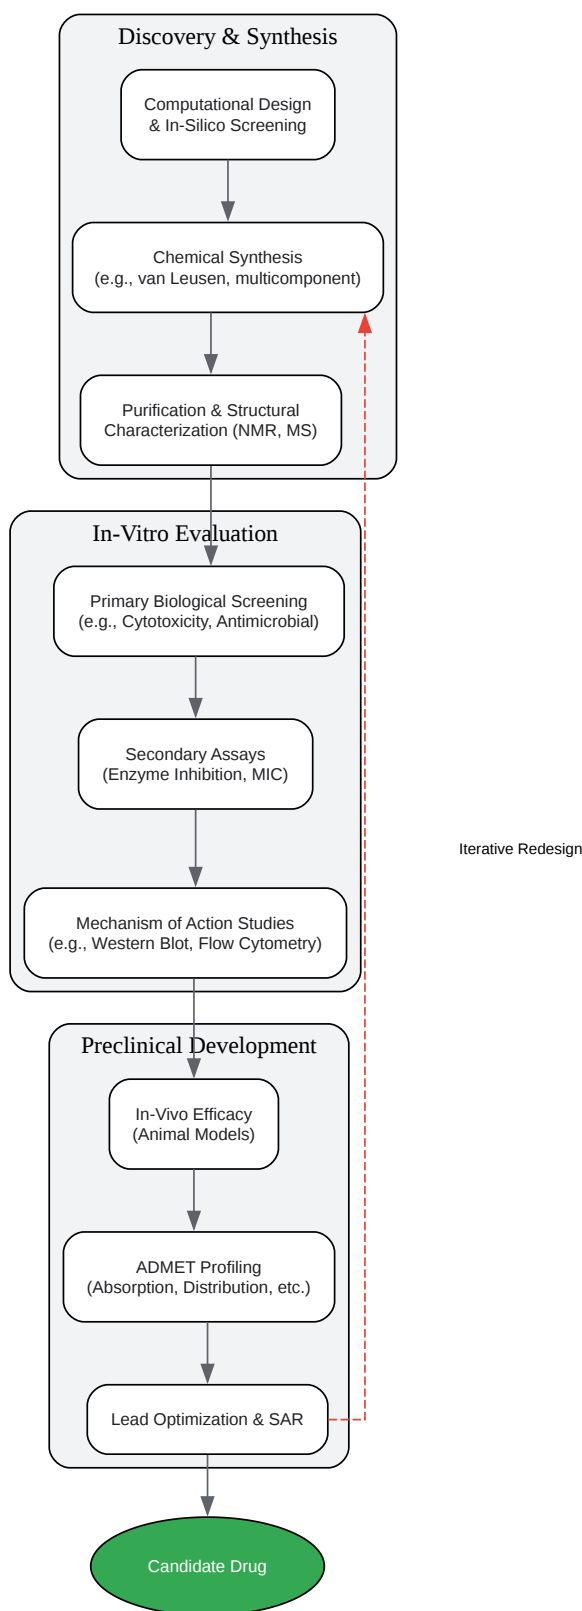 Discovery & Synthesis
Computational Design
& In-Silico Screening
Chemical Synthesis
(e.g., van Leusen, multicomponent)
Purification & Structural
Characterization (NMR, MS)
In-Vitro Evaluation
Primary Biological Screening
(e.g., Cytotoxicity, Antimicrobial)
Secondary Assays
(Enzyme Inhibition, MIC)
Iterative Redesign
Mechanism of Action Studies
(e.g., Western Blot, Flow Cytometry)
Preclinical Development
In-Vivo Efficacy
(Animal Models)
ADMET Profiling
(Absorption, Distribution, etc.)
Lead Optimization & SAR
Candidate Drug